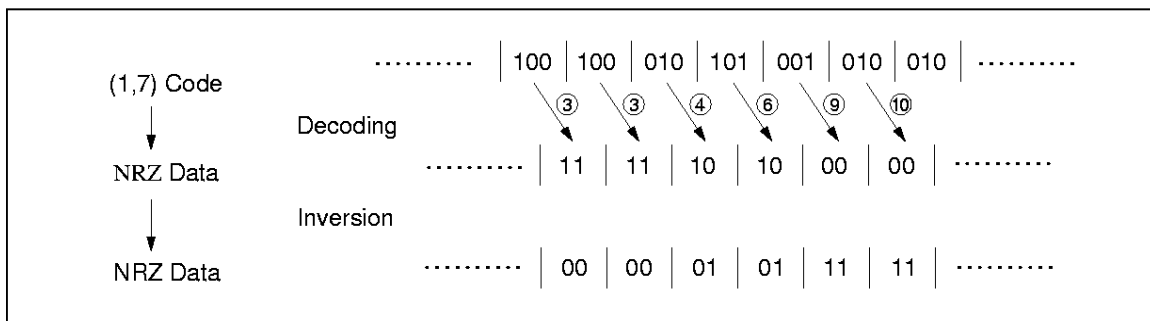 (1,7) Code
········· | 100 | 100 | 010 | 101 | 001 | 010 | 010 | ·········
③ ③ ④ ⑥ ⑨ ⑩
Decoding
NRZ Data
········· | 11 | 11 | 10 | 10 | 00 | 00 | ·········
Inversion
NRZ Data
········· | 00 | 00 | 01 | 01 | 11 | 11 | ·········